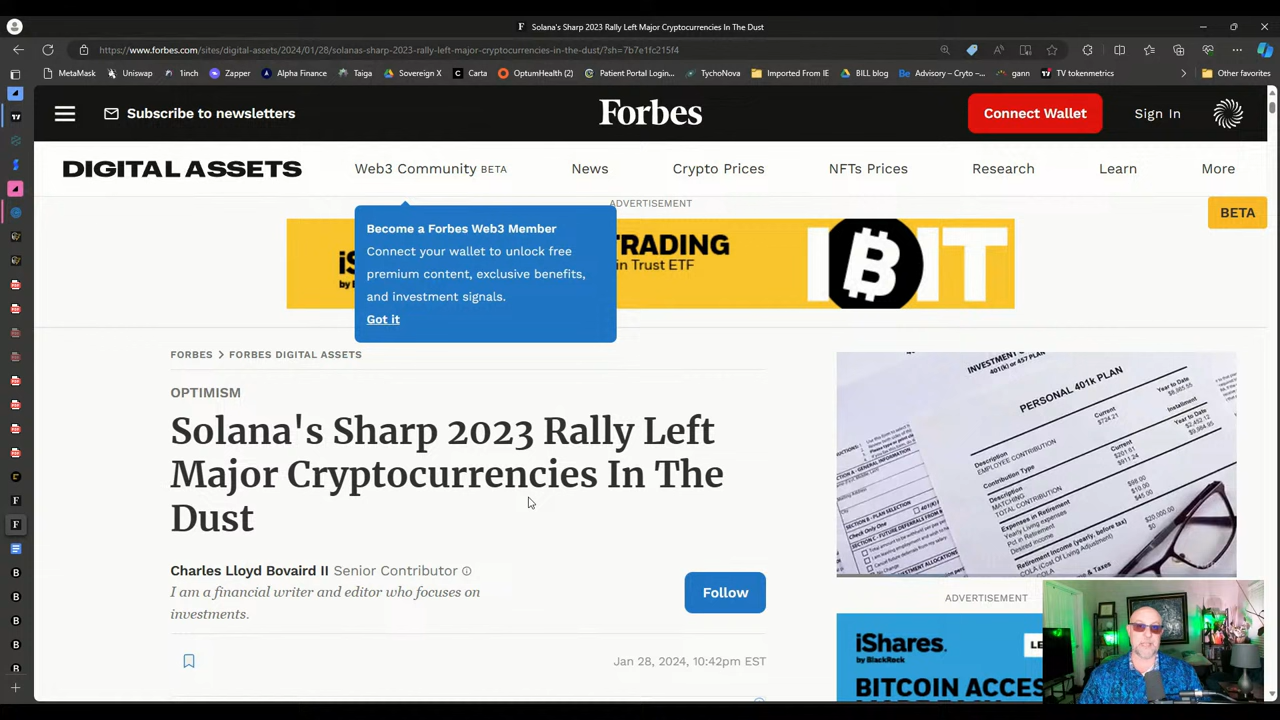 Solana's Sharp 2023 Rally Left Major Cryptocurrencies In The Dust
https://www.forbes.com/sites/digital-assets/2024/01/28/solanas-sharp-2023-rally-left-major-cryptocurrencies-in-the-dust/?sh=7b7e1fc215f4
MetaMask Uniswap 1inch Zapper Alpha Finance Taiga Sovereign X Carta OptumHealth (2) Patient Portal Login... TychoNova Imported From IE BILL blog Advisory – Cryto –... gann TV tokenmetrics Other favorites
Subscribe to newsletters
Forbes
Connect Wallet
Sign In
DIGITAL ASSETS
Web3 Community BETA
News
Crypto Prices
NFTs Prices
Research
Learn
More
ADVERTISEMENT
BETA
Become a Forbes Web3 Member
Connect your wallet to unlock free
premium content, exclusive benefits,
and investment signals.
Got it
TRADING
in Trust ETF
IBIT
FORBES > FORBES DIGITAL ASSETS
OPTIMISM
Solana's Sharp 2023 Rally Left
Major Cryptocurrencies In The
Dust
Charles Lloyd Bovaird II Senior Contributor
I am a financial writer and editor who focuses on
investments.
Follow
Jan 28, 2024, 10:42pm EST
PERSONAL 401k PLAN
ADVERTISEMENT
iShares.
by BlackRock
BITCOIN ACCE